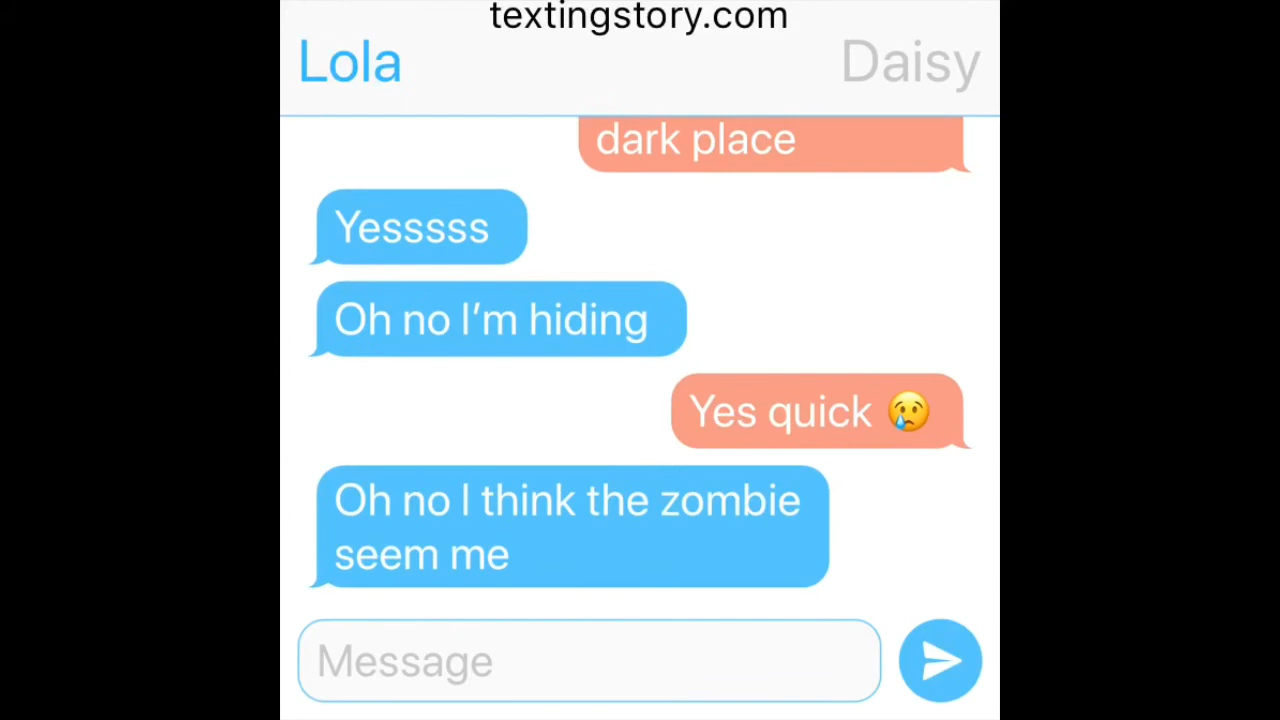 textingstory.com
Lola
Daisy
dark place
Yesssss
Oh no I’m hiding
Yes quick 😢
Oh no I think the zombie
seem me
Message